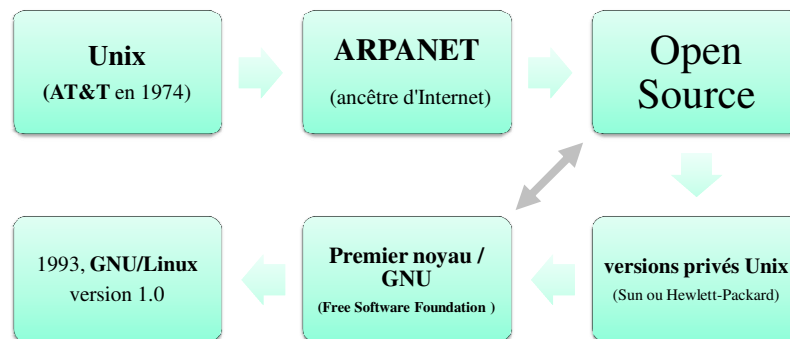 Unix
(AT&T en 1974)
ARPANET
(ancêtre d'Internet)
Open
Source
versions privés Unix
(Sun ou Hewlett-Packard)
Premier noyau /
GNU
(Free Software Foundation )
1993, GNU/Linux
version 1.0